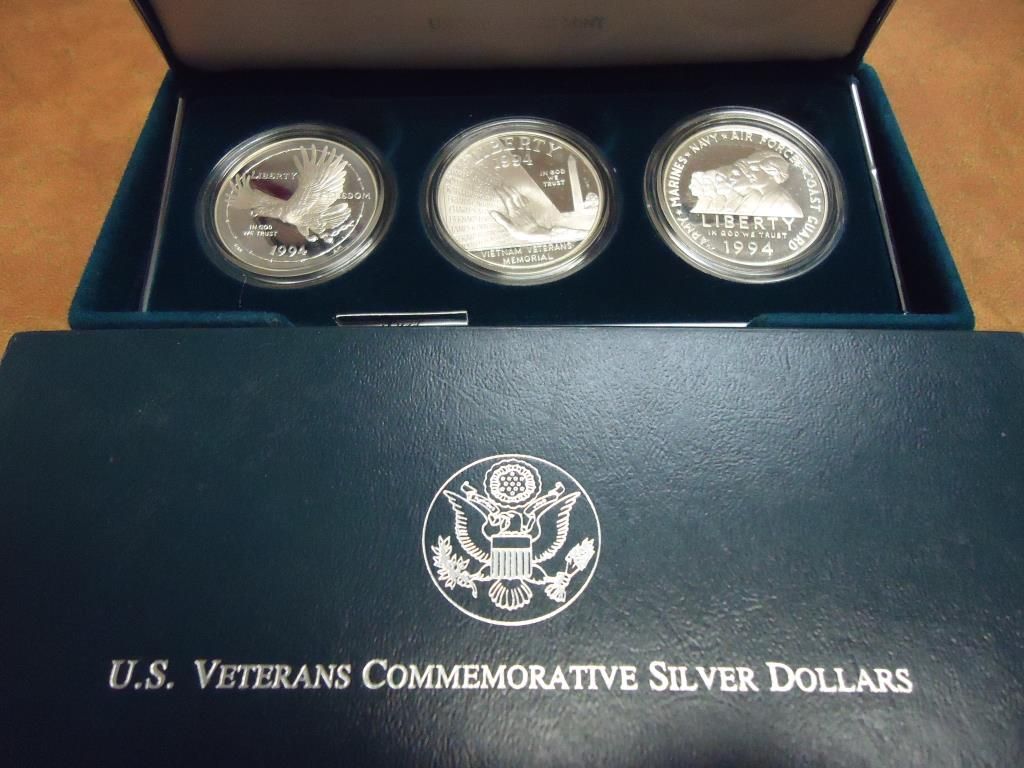 LIBERTY
FREEDOM
IN GOD
WE TRUST
1994
LIBERTY
1994
IN GOD
WE
TRUST
VIETNAM VETERANS
MEMORIAL
ARMY★MARINES★NAVY★AIR FORCE★COAST GUARD
LIBERTY
IN GOD WE TRUST
1994
U.S. VETERANS COMMEMORATIVE SILVER DOLLARS